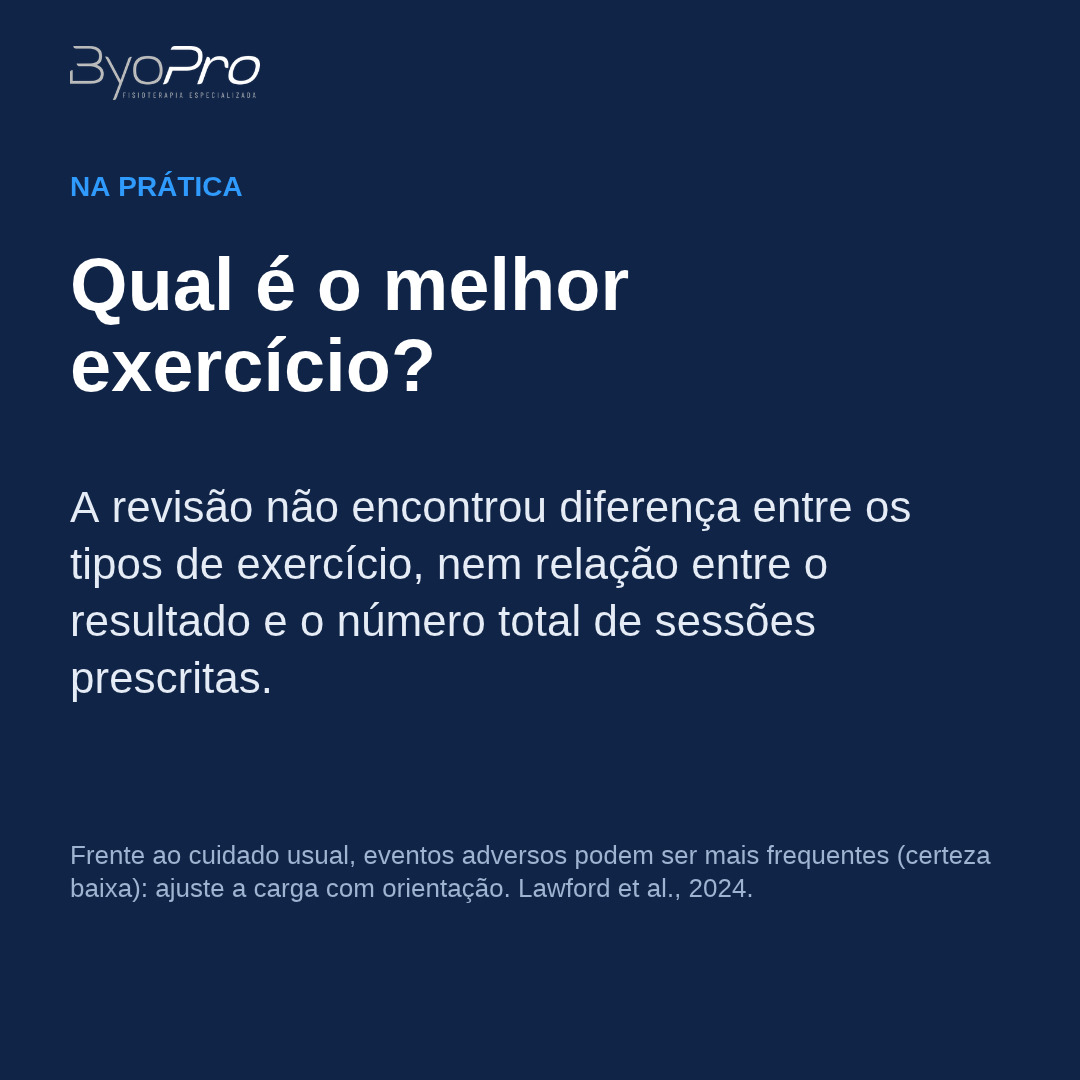 ByoPro
FISIOTERAPIA ESPECIALIZADA
NA PRÁTICA
Qual é o melhor
exercício?
A revisão não encontrou diferença entre os
tipos de exercício, nem relação entre o
resultado e o número total de sessões
prescritas.
Frente ao cuidado usual, eventos adversos podem ser mais frequentes (certeza
baixa): ajuste a carga com orientação. Lawford et al., 2024.